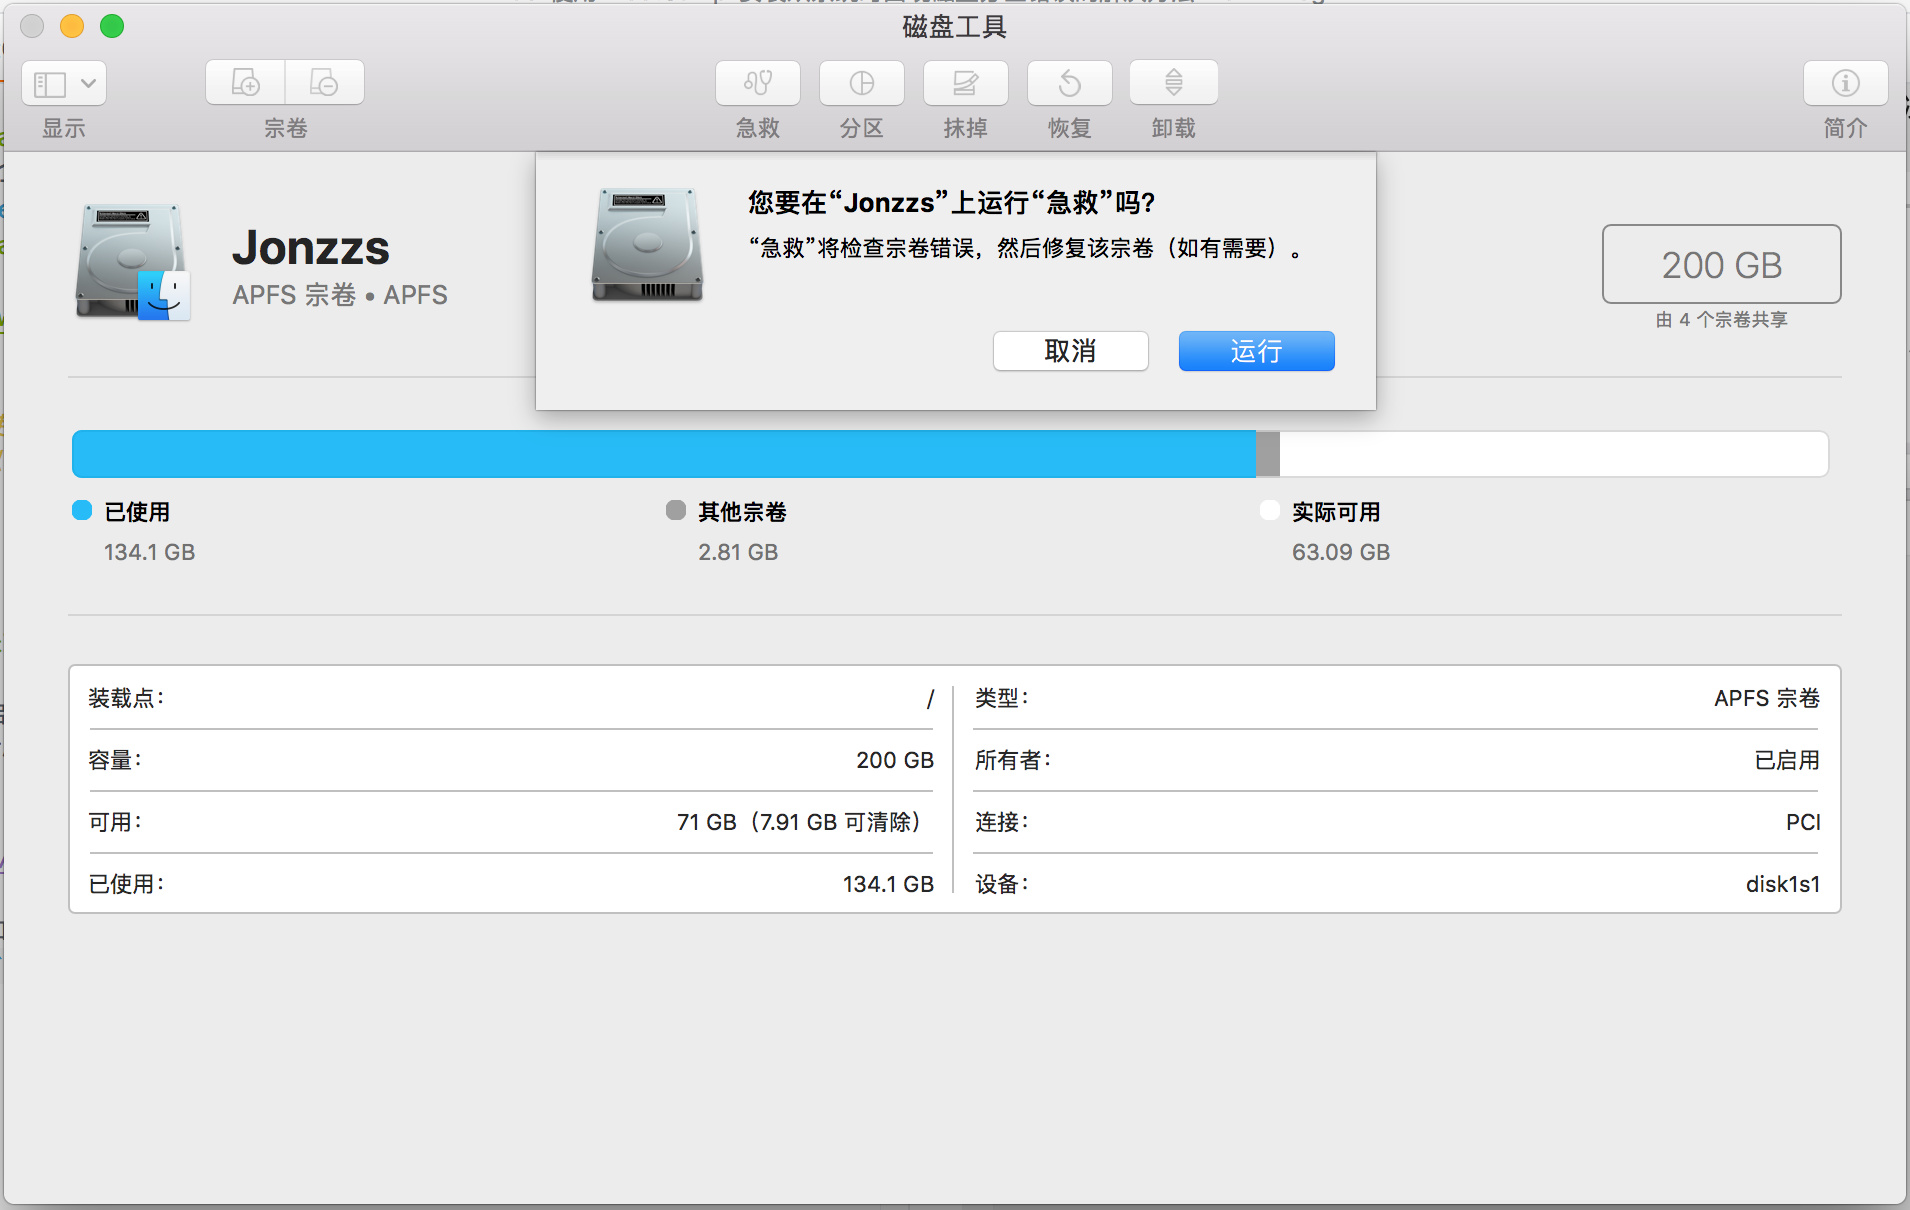 磁盘工具
显示
宗卷
急救
分区
抹掉
恢复
卸载
简介
Jonzzs
APFS 宗卷 • APFS
您要在“Jonzzs”上运行“急救”吗?
“急救”将检查宗卷错误，然后修复该宗卷（如有需要）。
取消
运行
200 GB
由 4 个宗卷共享
已使用
134.1 GB
其他宗卷
2.81 GB
实际可用
63.09 GB
装载点：
/
类型：
APFS 宗卷
容量：
200 GB
所有者：
已启用
可用：
71 GB（7.91 GB 可清除）
连接：
PCI
已使用：
134.1 GB
设备：
disk1s1